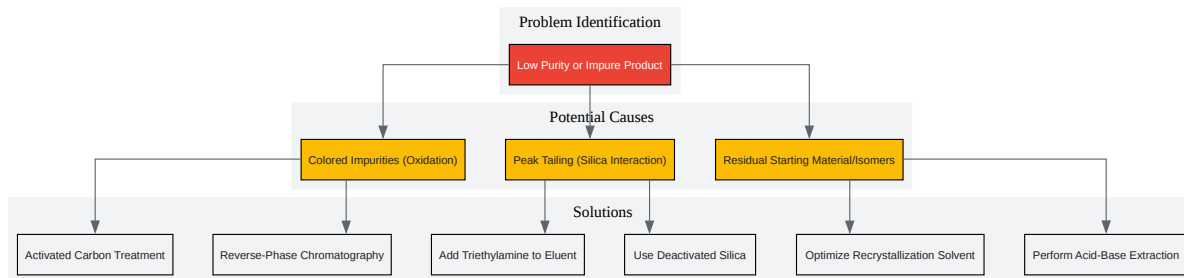 Problem Identification
Low Purity or Impure Product
Potential Causes
Colored Impurities (Oxidation)
Peak Tailing (Silica Interaction)
Residual Starting Material/Isomers
Solutions
Activated Carbon Treatment
Reverse-Phase Chromatography
Add Triethylamine to Eluent
Use Deactivated Silica
Optimize Recrystallization Solvent
Perform Acid-Base Extraction